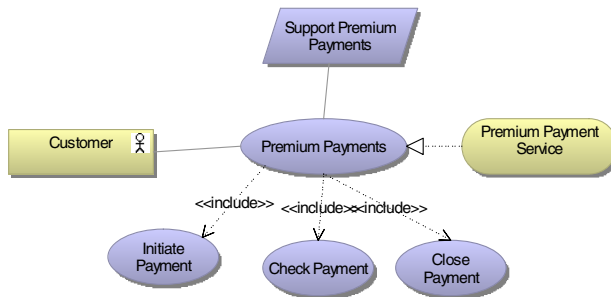 Support Premium
Payments
Customer
Premium Payments
Premium Payment
Service
<<include>>
<<include>>
<<include>>
Initiate
Payment
Check Payment
Close
Payment